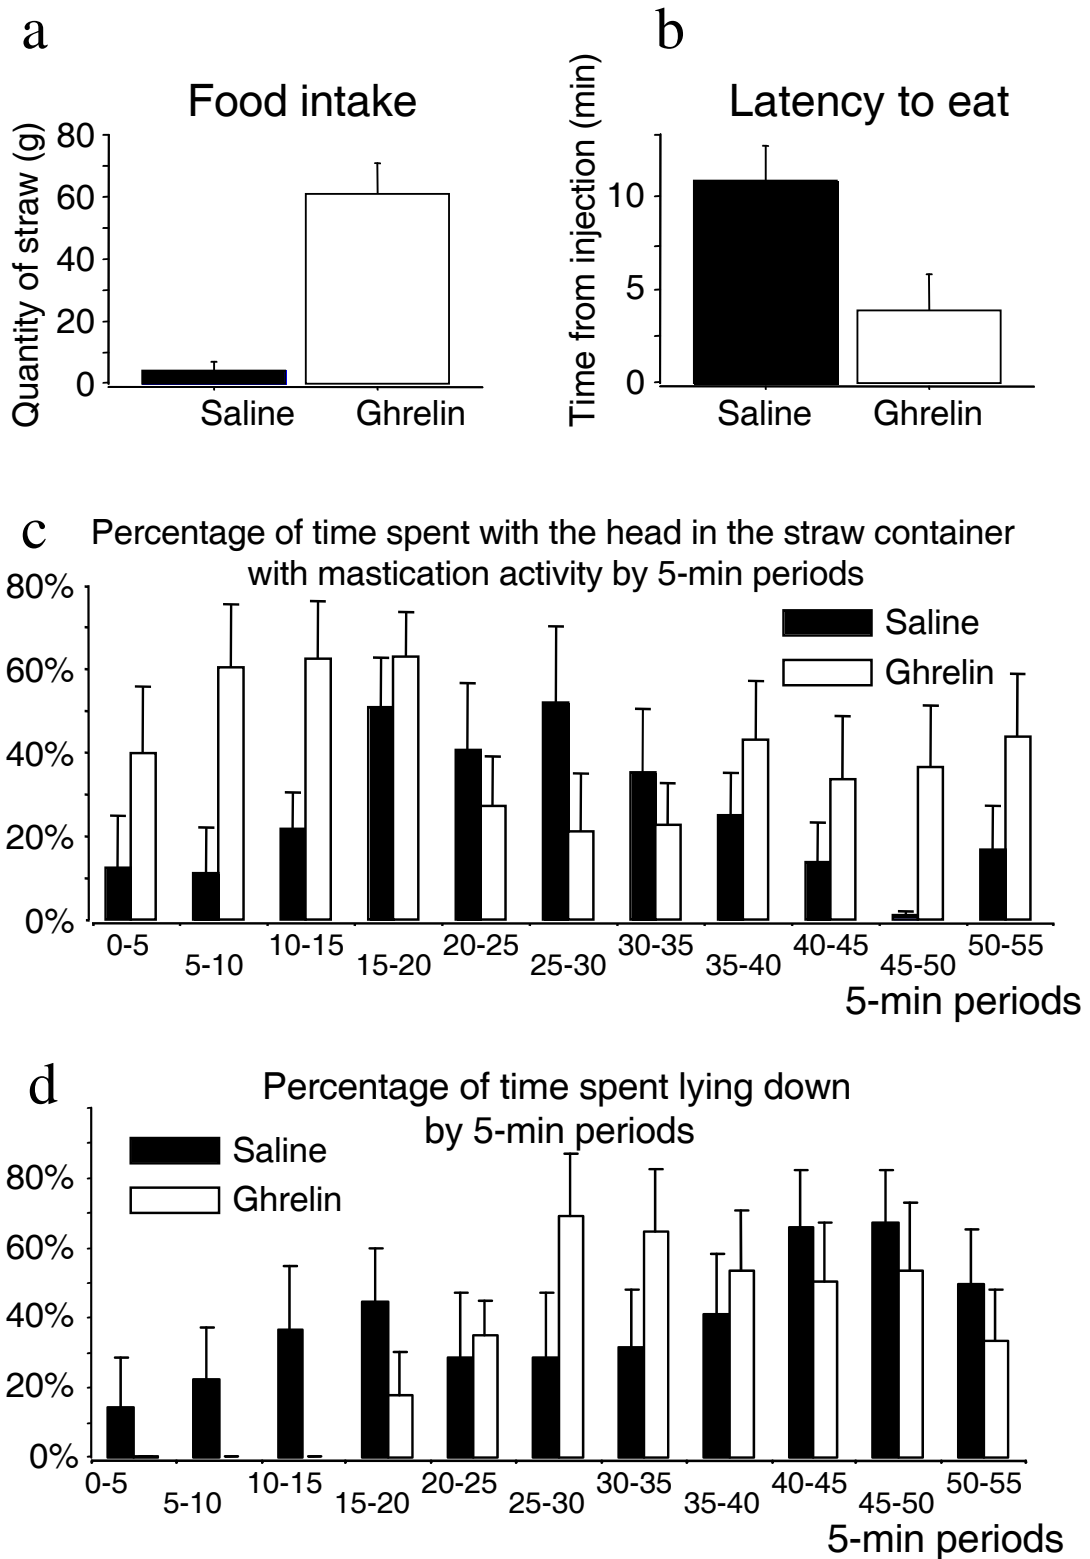 a
Food intake
Quantity of straw (g)
80
60
40
20
0
Saline Ghrelin
b
Latency to eat
Time from injection (min)
10
5
0
Saline Ghrelin
c
Percentage of time spent with the head in the straw container
with mastication activity by 5-min periods
80%
60%
40%
20%
0%
Saline
Ghrelin
0-5 10-15 20-25 30-35 40-45 50-55
5-10 15-20 25-30 35-40 45-50
5-min periods
d
Percentage of time spent lying down
by 5-min periods
Saline
Ghrelin
80%
60%
40%
20%
0%
0-5 10-15 20-25 30-35 40-45 50-55
5-10 15-20 25-30 35-40 45-50
5-min periods